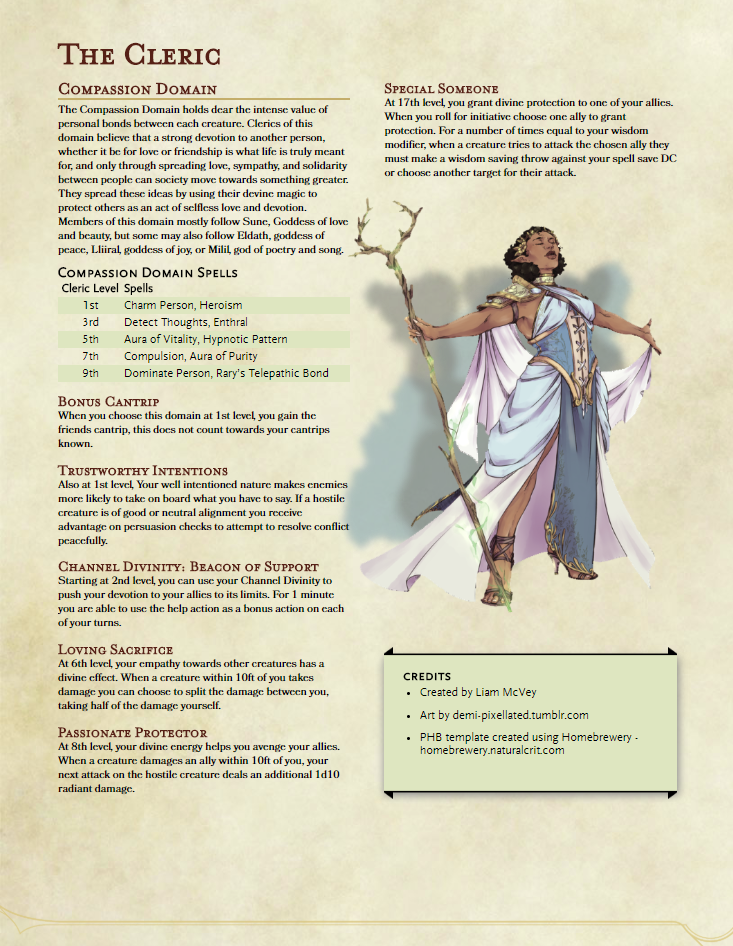 The Cleric
Compassion Domain
The Compassion Domain holds dear the intense value of
personal bonds between each creature. Clerics of this
domain believe that a strong devotion to another person,
whether it be for love or friendship is what life is truly meant
for, and only through spreading love, sympathy, and solidarity
between people can society move towards something greater.
They spread these ideas by using their devine magic to
protect others as an act of selfless love and devotion.
Members of this domain mostly follow Sune, Goddess of love
and beauty, but some may also follow Eldath, goddess of
peace, Lliiral, goddess of joy, or Milil, god of poetry and song.
Compassion Domain Spells
Cleric Level Spells
1st Charm Person, Heroism
3rd Detect Thoughts, Enthral
5th Aura of Vitality, Hypnotic Pattern
7th Compulsion, Aura of Purity
9th Dominate Person, Rary's Telepathic Bond
Bonus Cantrip
When you choose this domain at 1st level, you gain the
friends cantrip, this does not count towards your cantrips
known.
Trustworthy Intentions
Also at 1st level, Your well intentioned nature makes enemies
more likely to take on board what you have to say. If a hostile
creature is of good or neutral alignment you receive
advantage on persuasion checks to attempt to resolve conflict
peacefully.
Channel Divinity: Beacon of Support
Starting at 2nd level, you can use your Channel Divinity to
push your devotion to your allies to its limits. For 1 minute
you are able to use the help action as a bonus action on each
of your turns.
Loving Sacrifice
At 6th level, your empathy towards other creatures has a
divine effect. When a creature within 10ft of you takes
damage you can choose to split the damage between you,
taking half of the damage yourself.
Passionate Protector
At 8th level, your divine energy helps you avenge your allies.
When a creature damages an ally within 10ft of you, your
next attack on the hostile creature deals an additional 1d10
radiant damage.
Special Someone
At 17th level, you grant divine protection to one of your allies.
When you roll for initiative choose one ally to grant
protection. For a number of times equal to your wisdom
modifier, when a creature tries to attack the chosen ally they
must make a wisdom saving throw against your spell save DC
or choose another target for their attack.
CREDITS
• Created by Liam McVey
• Art by demi-pixellated.tumblr.com
• PHB template created using Homebrewery -
homebrewery.naturalcrit.com